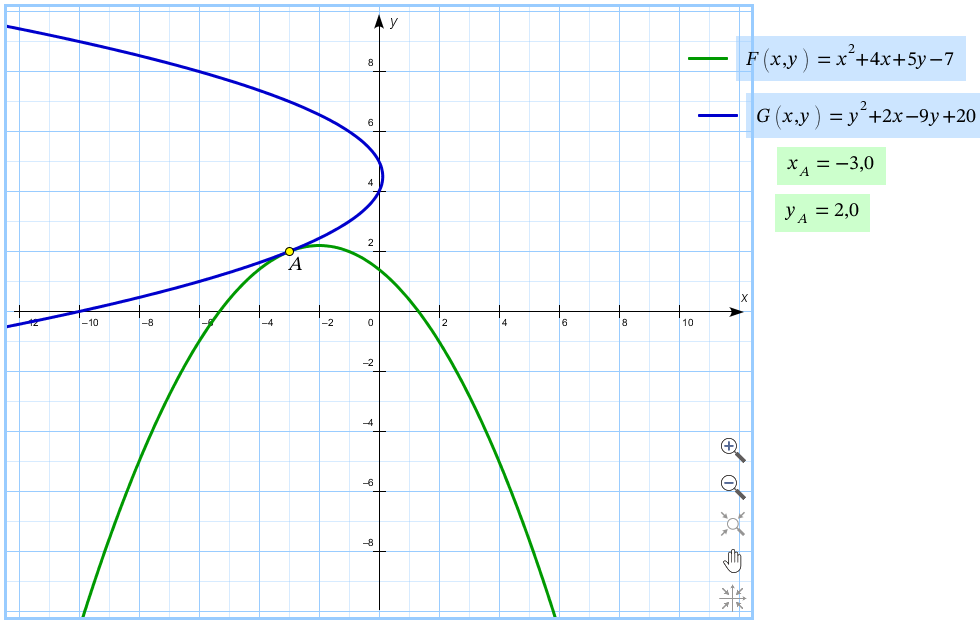 y
F(x,y) = x²+4x+5y−7
8
G(x,y) = y²+2x−9y+20
6
x_A = −3,0
4
y_A = 2,0
2
A
x
−12 −10 −8 −6 −4 −2 0 2 4 6 8 10
−2
−4
−6
−8